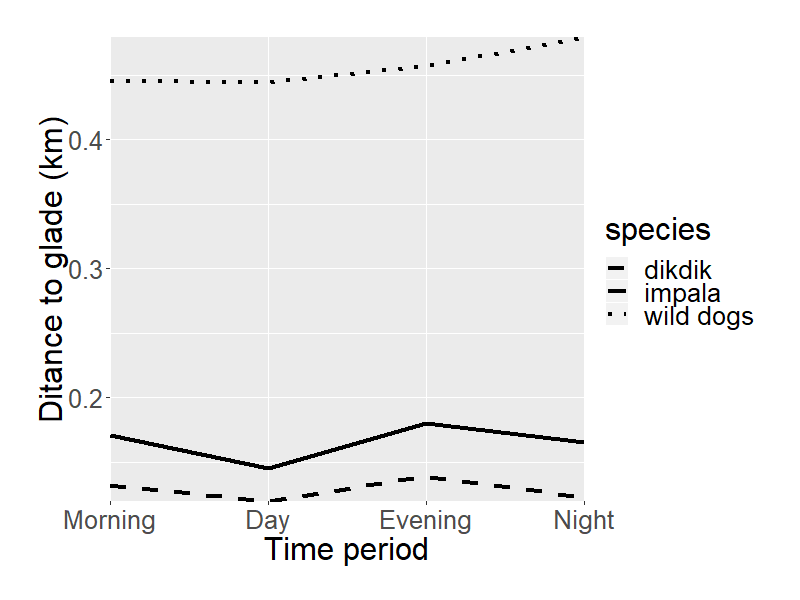 Ditance to glade (km)
0.4
0.3
0.2
Morning Day Evening Night
Time period
species
dikdik
impala
wild dogs